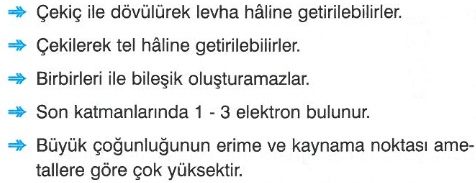 ⇒ Çekiç ile dövülürek levha hâline getirilebilirler.
⇒ Çekilerek tel hâline getirilebilirler.
⇒ Birbirleri ile bileşik oluşturamazlar.
⇒ Son katmanlarında 1 - 3 elektron bulunur.
⇒ Büyük çoğunluğunun erime ve kaynama noktası ame-
tallere göre çok yüksektir.